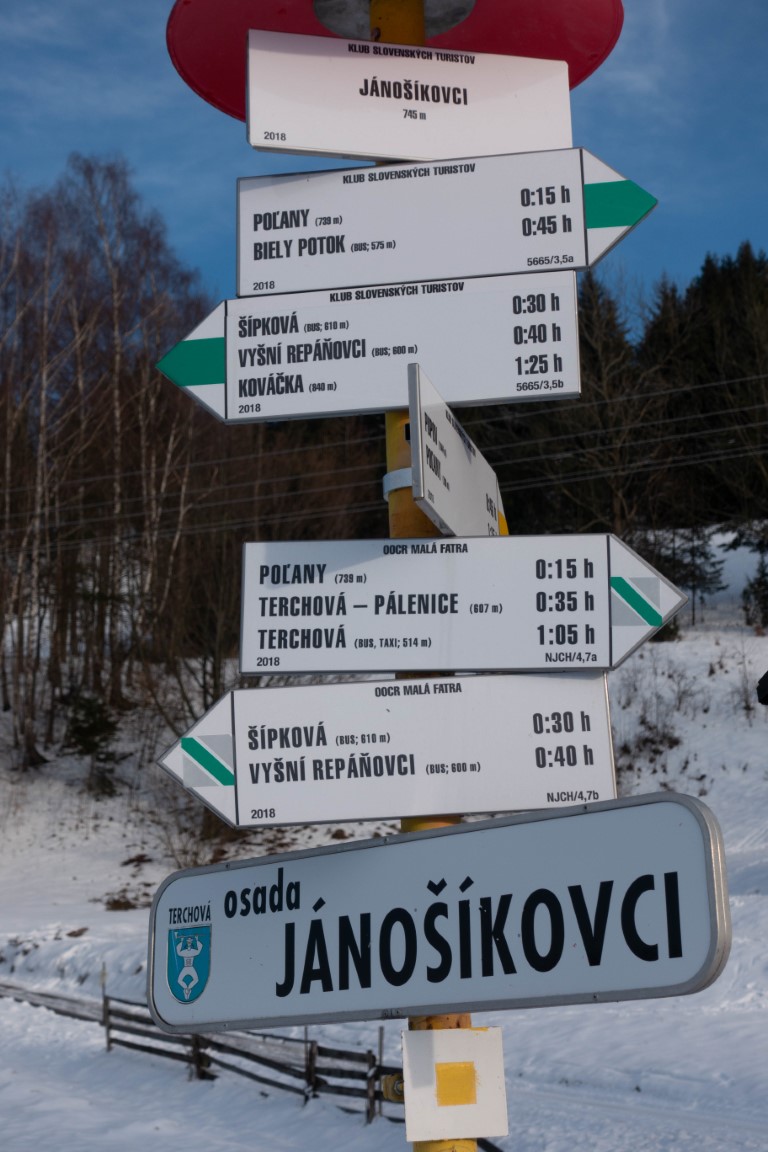 KLUB SLOVENSKÝCH TURISTOV
JÁNOŠÍKOVCI
745 m
2018
KLUB SLOVENSKÝCH TURISTOV
POĽANY (739 m) 0:15 h
BIELY POTOK (BUS; 575 m) 0:45 h
2018 5665/3,5a
KLUB SLOVENSKÝCH TURISTOV
ŠÍPKOVÁ (BUS; 610 m) 0:30 h
VYŠNÍ REPÁŇOVCI (BUS; 600 m) 0:40 h
KOVÁČKA (840 m) 1:25 h
2018 5665/3,5b
OOCR MALÁ FATRA
POĽANY (739 m) 0:15 h
TERCHOVÁ – PÁLENICE (607 m) 0:35 h
TERCHOVÁ (BUS, TAXI; 514 m) 1:05 h
2018 NJCH/4,7a
OOCR MALÁ FATRA
ŠÍPKOVÁ (BUS; 610 m) 0:30 h
VYŠNÍ REPÁŇOVCI (BUS; 600 m) 0:40 h
2018 NJCH/4,7b
TERCHOVÁ
osada
JÁNOŠÍKOVCI